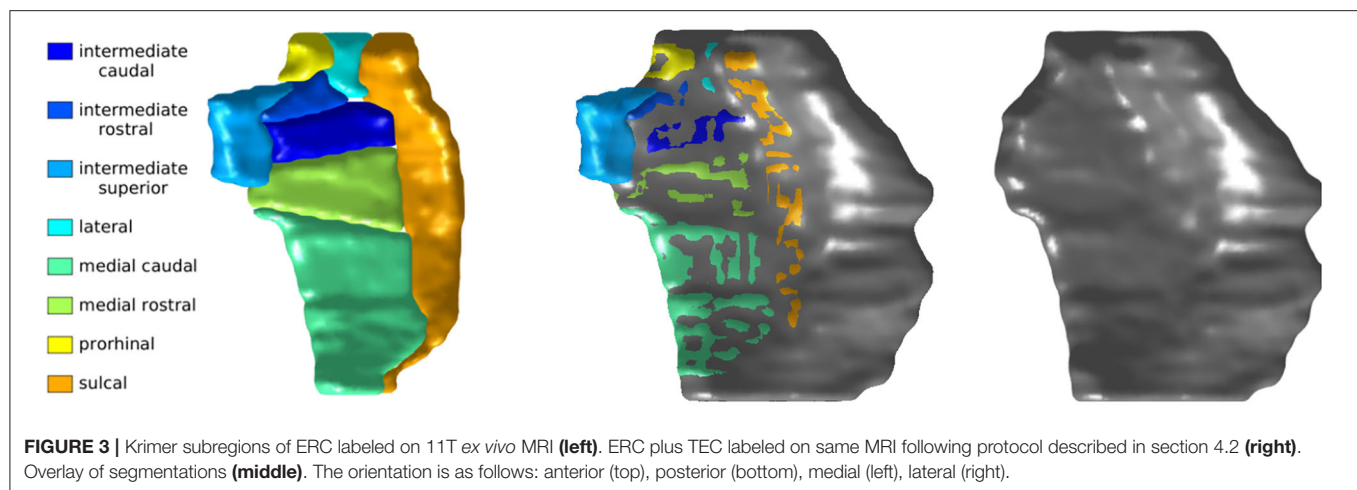 intermediate
caudal
intermediate
rostral
intermediate
superior
lateral
medial caudal
medial rostral
prorhinal
sulcal
FIGURE 3 | Krimer subregions of ERC labeled on 11T ex vivo MRI (left). ERC plus TEC labeled on same MRI following protocol described in section 4.2 (right).
Overlay of segmentations (middle). The orientation is as follows: anterior (top), posterior (bottom), medial (left), lateral (right).